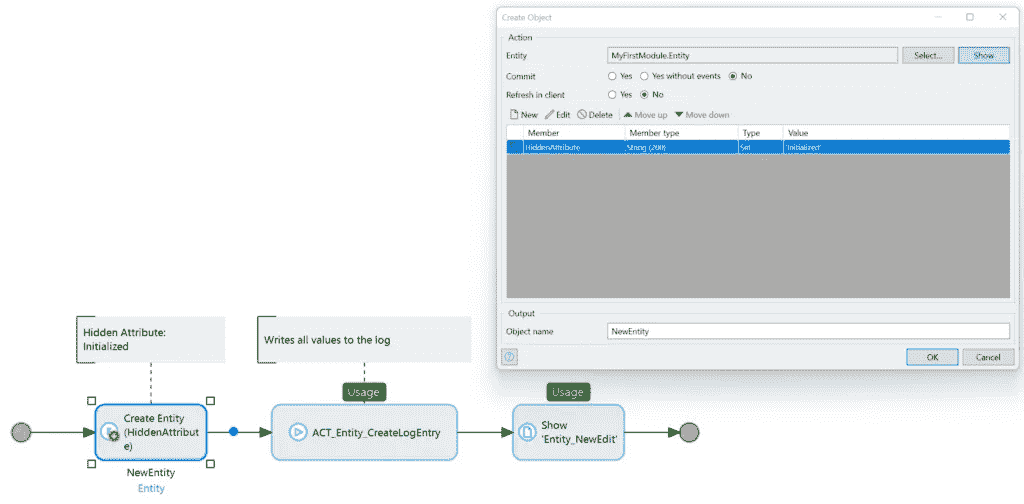 Create Object
Action
Entity
MyFirstModule.Entity
Select...
Show
Commit
Yes
Yes without events
No
Refresh in client
Yes
No
New
Edit
Delete
Move up
Move down
Member
Member type
Type
Value
HiddenAttribute
String (200)
Set
'Initialized'
Output
Object name
NewEntity
OK
Cancel
Hidden Attribute:
Initialized
Writes all values to the log
Usage
Usage
Create Entity
(HiddenAttribut
e)
ACT_Entity_CreateLogEntry
Show
'Entity_NewEdit'
NewEntity
Entity